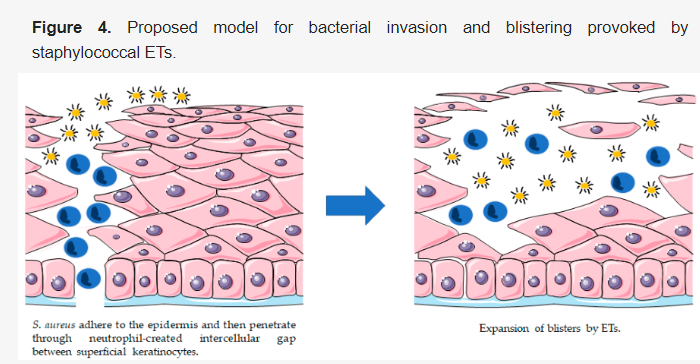 Figure 4. Proposed model for bacterial invasion and blistering provoked by
staphylococcal ETs.
S. aureus adhere to the epidermis and then penetrate
through neutrophil-created intercellular gap
between superficial keratinocytes.
Expansion of blisters by ETs.